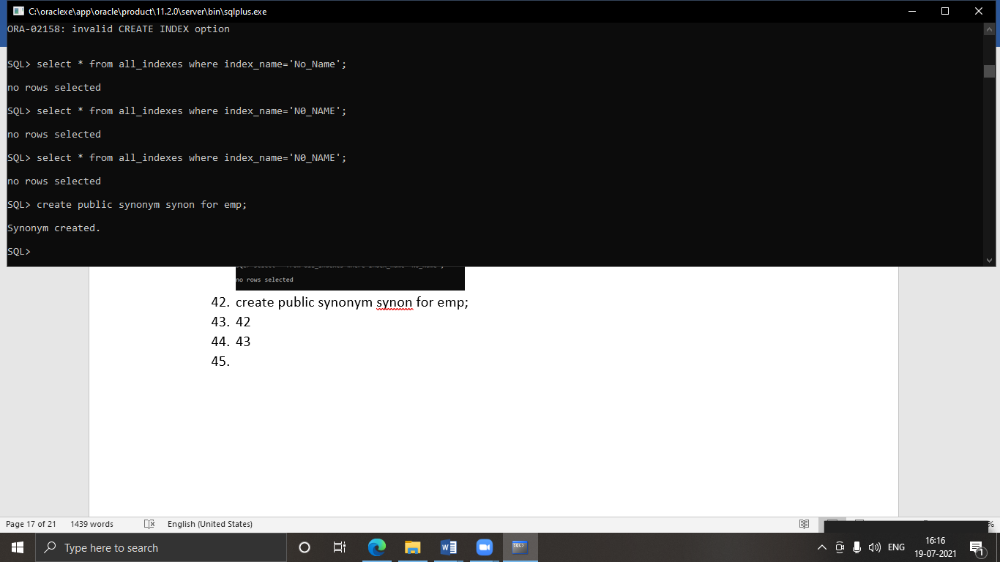 C:\oraclexe\app\oracle\product\11.2.0\server\bin\sqlplus.exe
ORA-02158: invalid CREATE INDEX option
SQL> select * from all_indexes where index_name='No_Name';
no rows selected
SQL> select * from all_indexes where index_name='N0_NAME';
no rows selected
SQL> select * from all_indexes where index_name='N0_NAME';
no rows selected
SQL> create public synonym synon for emp;
Synonym created.
SQL>
no rows selected
42. create public synonym synon for emp;
43. 42
44. 43
45.
Page 17 of 21 1439 words English (United States) %
Type here to search
SQL>
ENG
16:16
19-07-2021
1